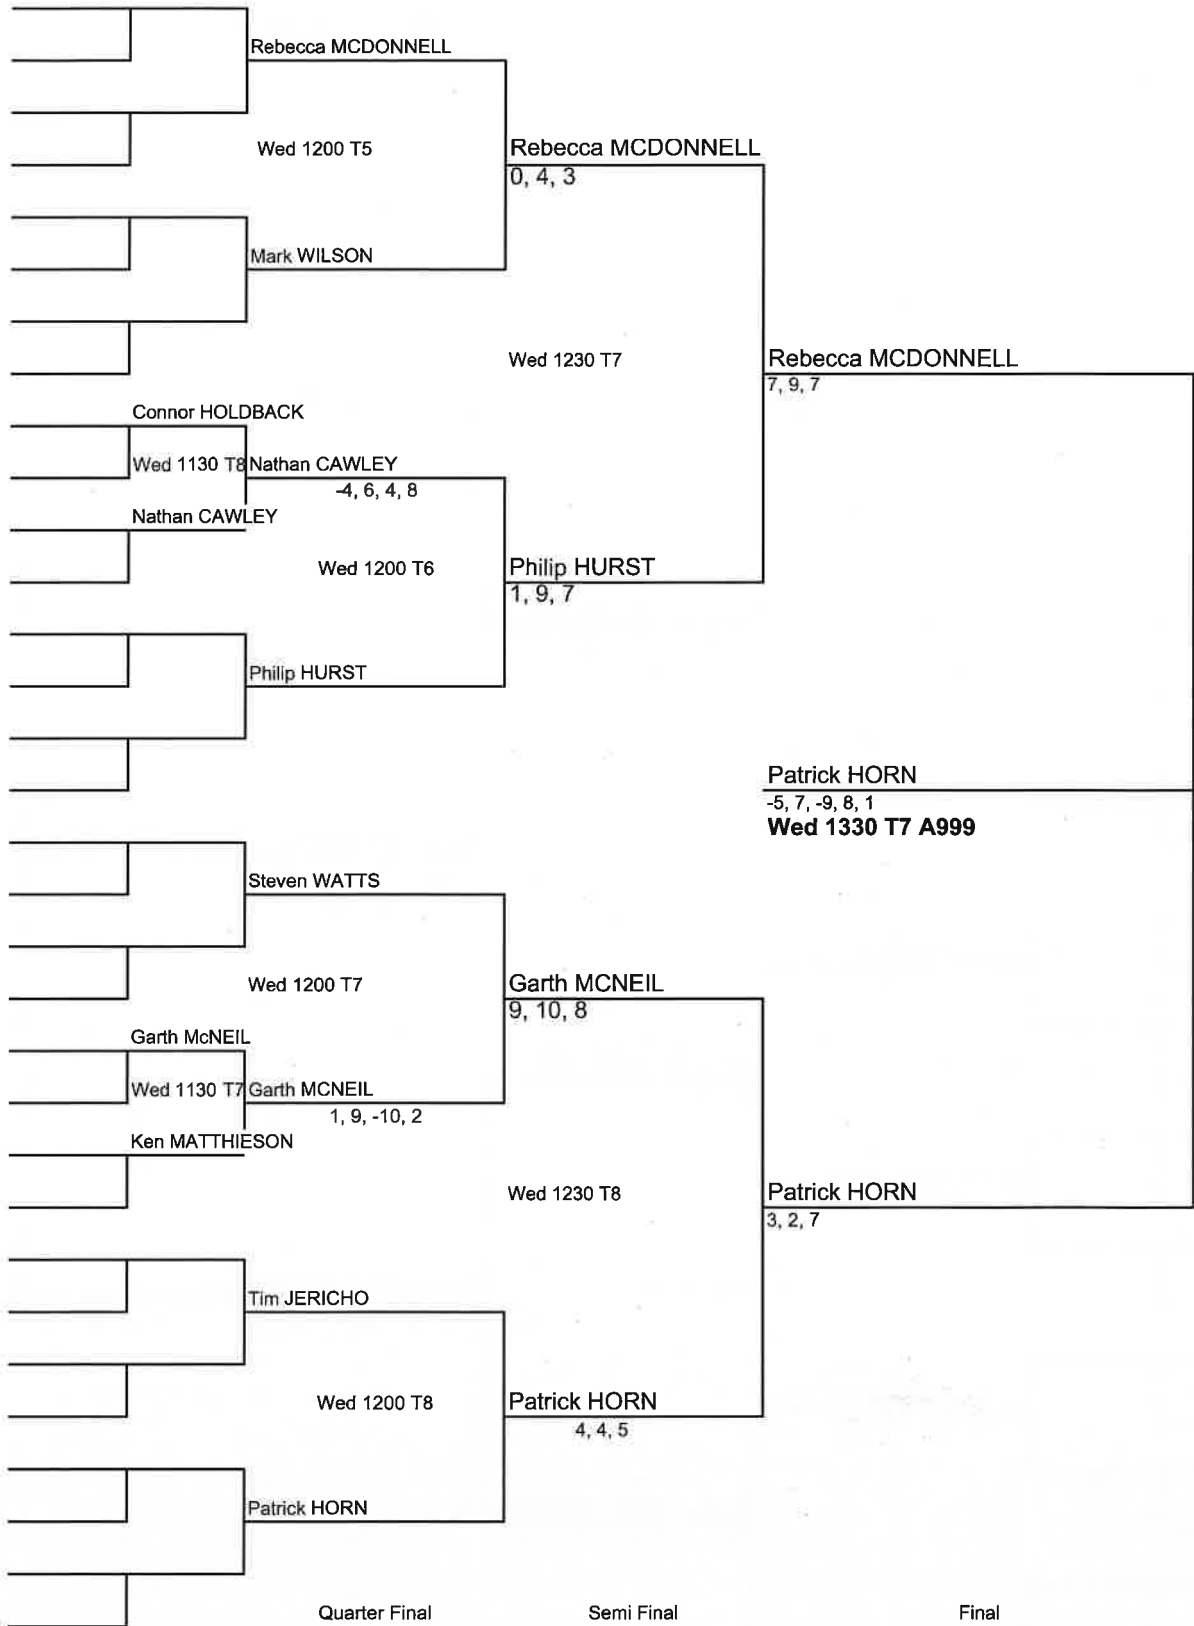 Rebecca MCDONNELL
Wed 1200 T5
Rebecca MCDONNELL
0, 4, 3
Mark WILSON
Wed 1230 T7
Rebecca MCDONNELL
7, 9, 7
Connor HOLDBACK
Wed 1130 T8 Nathan CAWLEY
-4, 6, 4, 8
Nathan CAWLEY
Wed 1200 T6
Philip HURST
1, 9, 7
Philip HURST
Patrick HORN
-5, 7, -9, 8, 1
Wed 1330 T7 A999
Steven WATTS
Wed 1200 T7
Garth MCNEIL
9, 10, 8
Garth McNEIL
Wed 1130 T7 Garth MCNEIL
1, 9, -10, 2
Ken MATTHIESON
Wed 1230 T8
Patrick HORN
3, 2, 7
Tim JERICHO
Wed 1200 T8
Patrick HORN
4, 4, 5
Patrick HORN
Quarter Final Semi Final Final